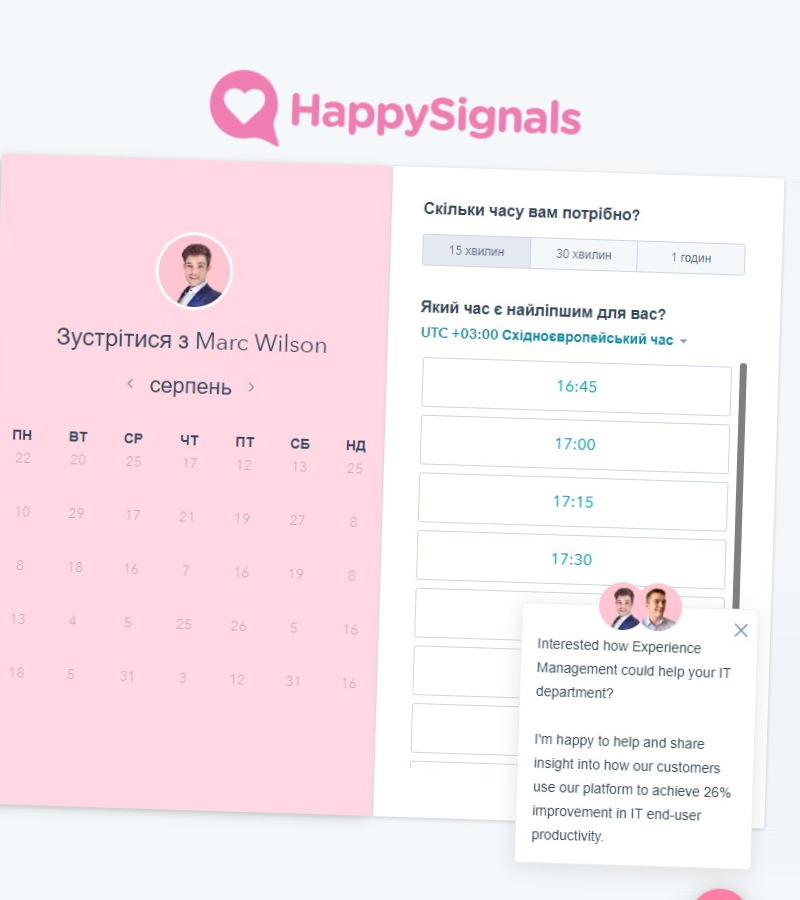 HappySignals
Зустрітися з Marc Wilson
серпень
ПН ВТ СР ЧТ ПТ СБ НД
22 20 25 17 12 13 25
10 29 17 21 19 27 8
8 18 16 7 16 19 8
13 4 5 25 26 5 16
18 5 31 3 12 31 16
Скільки часу вам потрібно?
15 хвилин 30 хвилин 1 годин
Який час є найліпшим для вас?
UTC +03:00 Східноєвропейський час
16:45
17:00
17:15
17:30
Interested how Experience
Management could help your IT
department?
I'm happy to help and share
insight into how our customers
use our platform to achieve 26%
improvement in IT end-user
productivity.